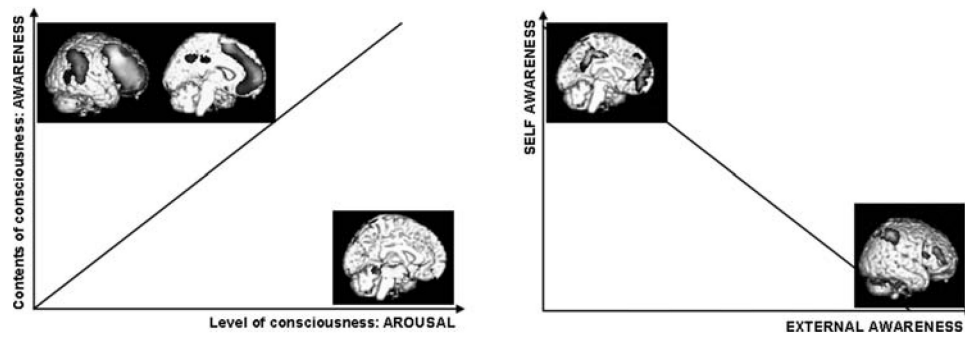 Contents of consciousness: AWARENESS
Level of consciousness: AROUSAL
SELF AWARENESS
EXTERNAL AWARENESS